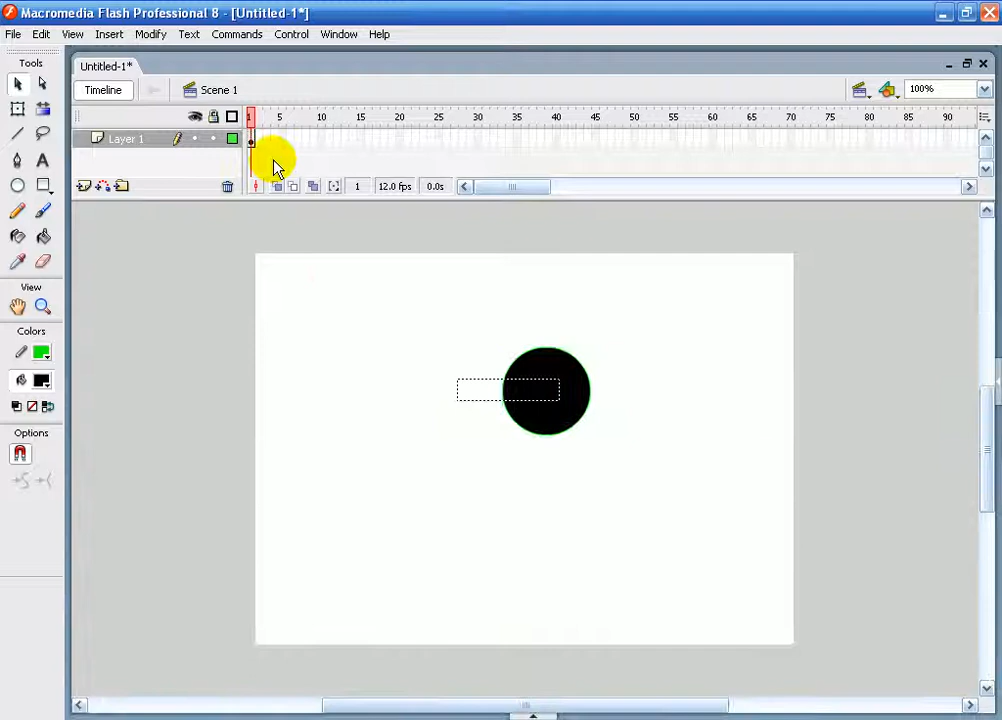 Macromedia Flash Professional 8 - [Untitled-1*]
File Edit View Insert Modify Text Commands Control Window Help
Tools
Untitled-1*
Timeline
Scene 1
100%
1 5 10 15 20 25 30 35 40 45 50 55 60 65 70 75 80 85 90
Layer 1
1 12.0 fps 0.0s
View
Colors
Options